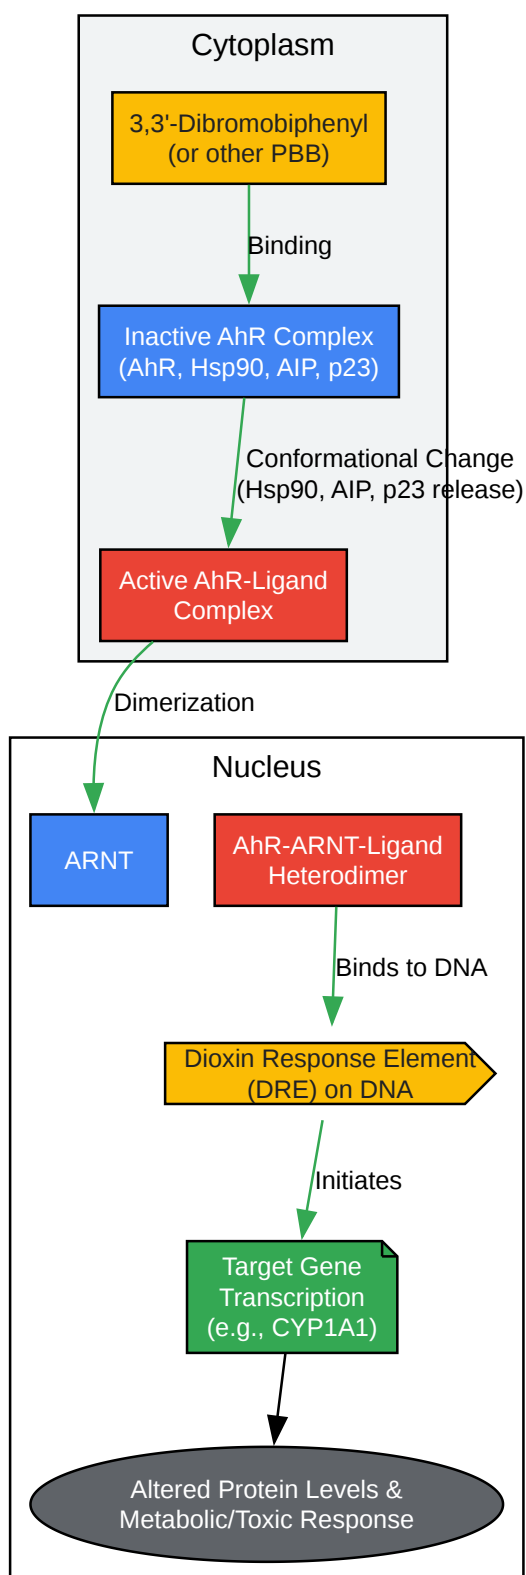 Cytoplasm
3,3'-Dibromobiphenyl
(or other PBB)
Binding
Inactive AhR Complex
(AhR, Hsp90, AIP, p23)
Conformational Change
(Hsp90, AIP, p23 release)
Active AhR-Ligand
Complex
Dimerization
Nucleus
ARNT
AhR-ARNT-Ligand
Heterodimer
Binds to DNA
Dioxin Response Element
(DRE) on DNA
Initiates
Target Gene
Transcription
(e.g., CYP1A1)
Altered Protein Levels &
Metabolic/Toxic Response